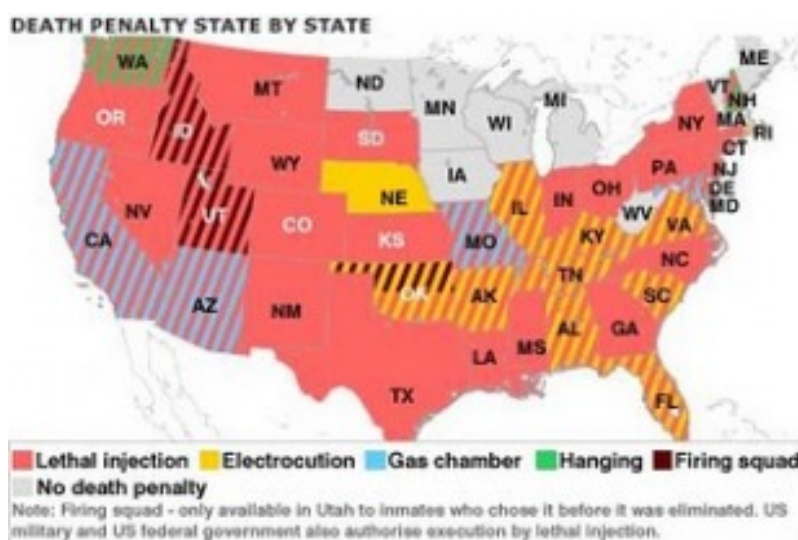 DEATH PENALTY STATE BY STATE
WA
MT
ND
MN
ME
VT
NH
OR
ID
SD
WI
MI
NY
MA
RI
CT
WY
IA
PA
NJ
NE
OH
DE
MD
NV
UT
CO
IL
IN
WV
VA
CA
KS
MO
KY
NC
AZ
NM
OK
AK
TN
SC
TX
LA
MS
AL
GA
FL
Lethal injection Electrocution Gas chamber Hanging Firing squad
No death penalty
Note: Firing squad - only available in Utah to inmates who chose it before it was eliminated. US
military and US federal government also authorise execution by lethal injection.